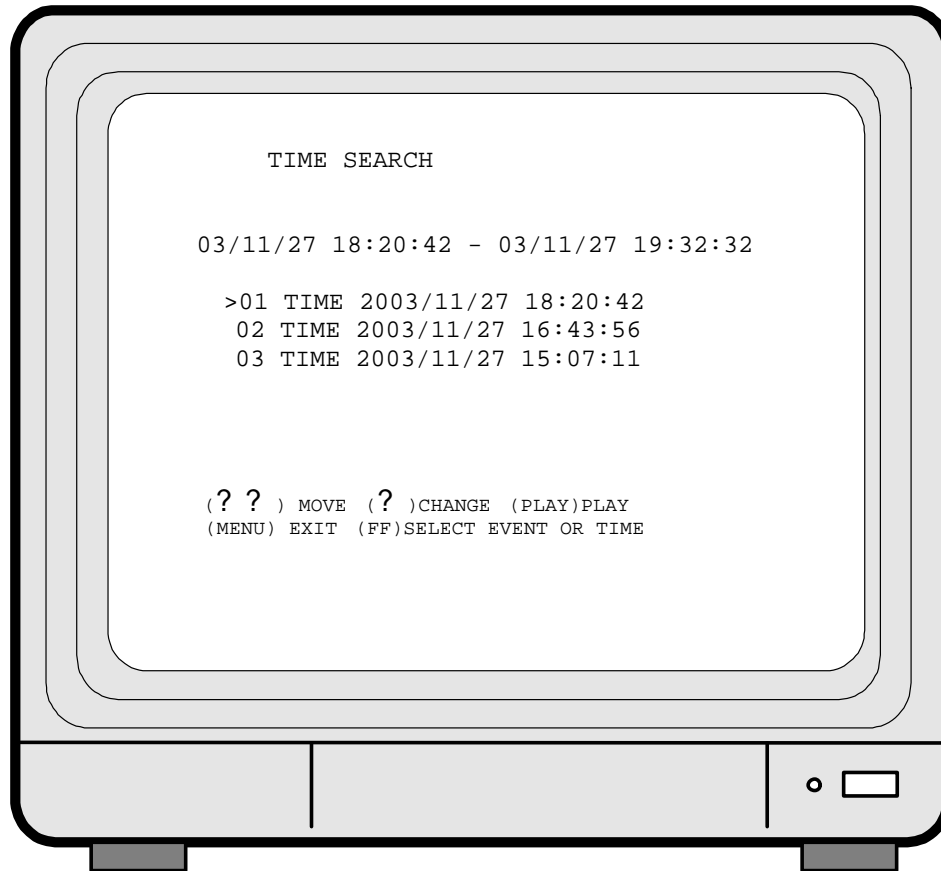 TIME SEARCH
03/11/27 18:20:42 - 03/11/27 19:32:32
>01 TIME 2003/11/27 18:20:42
02 TIME 2003/11/27 16:43:56
03 TIME 2003/11/27 15:07:11
(? ? ) MOVE (? )CHANGE (PLAY)PLAY
(MENU) EXIT (FF)SELECT EVENT OR TIME